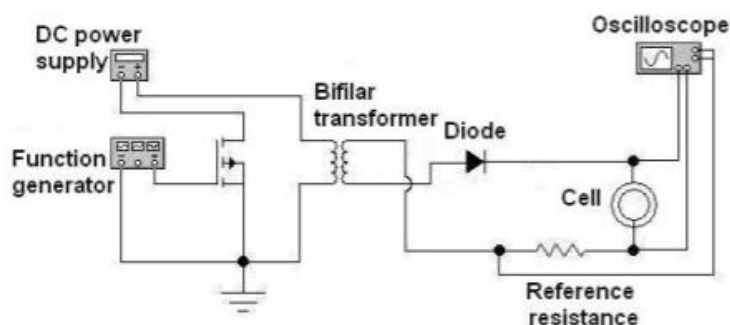 DC power
supply
Oscilloscope
Bifilar
transformer
Diode
Function
generator
Cell
Reference
resistance